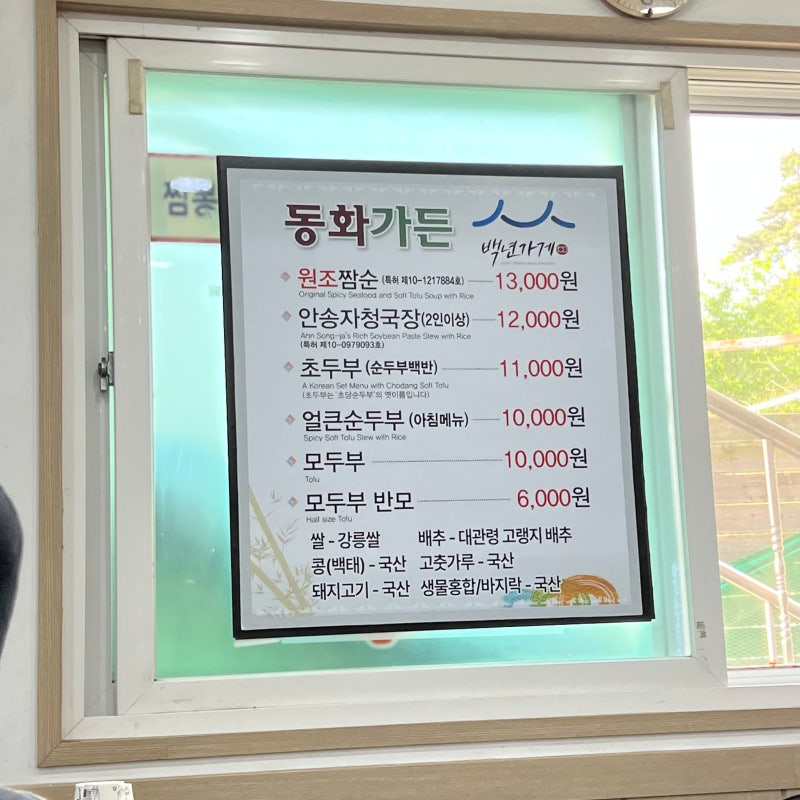 동화가든
백년가게
원조짬순 (특허 제10-1217884호) 13,000원
Original Spicy Seafood and Soft Tofu Soup with Rice
안송자청국장(2인이상) 12,000원
Ann Song-ja's Rich Soybean Paste Stew with Rice
(특허 제10-0979093호)
초두부 (순두부백반) 11,000원
A Korean Set Menu with Chodang Soft Tofu
(초두부는 '초당순두부'의 옛이름입니다)
얼큰순두부 (아침메뉴) 10,000원
Spicy Soft Tofu Stew with Rice
모두부 10,000원
Tofu
모두부 반모 6,000원
Half size Tofu
쌀 - 강릉쌀 배추 - 대관령 고랭지 배추
콩(백태) - 국산 고춧가루 - 국산
돼지고기 - 국산 생물홍합/바지락 - 국산